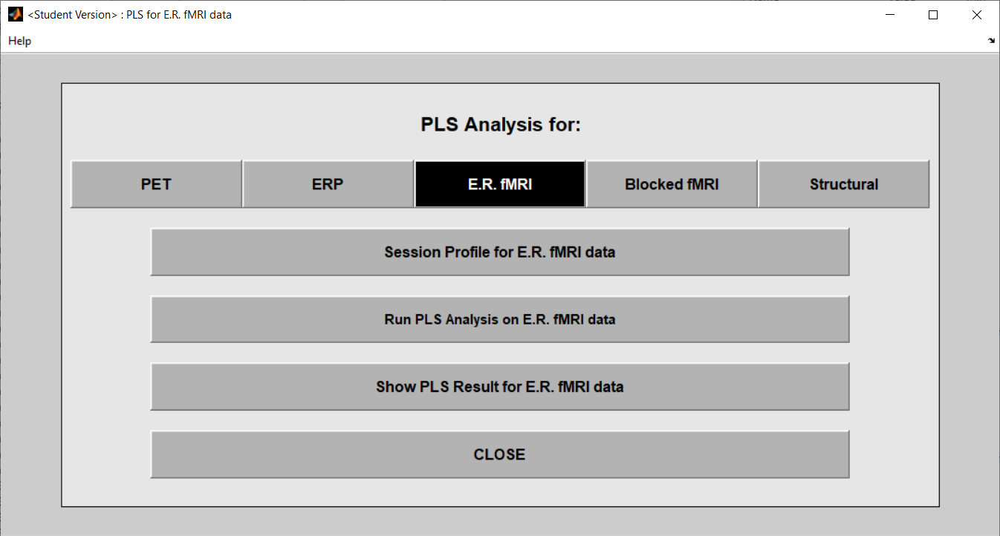 <Student Version> : PLS for E.R. fMRI data
Help
PLS Analysis for:
PET ERP E.R. fMRI Blocked fMRI Structural
Session Profile for E.R. fMRI data
Run PLS Analysis on E.R. fMRI data
Show PLS Result for E.R. fMRI data
CLOSE